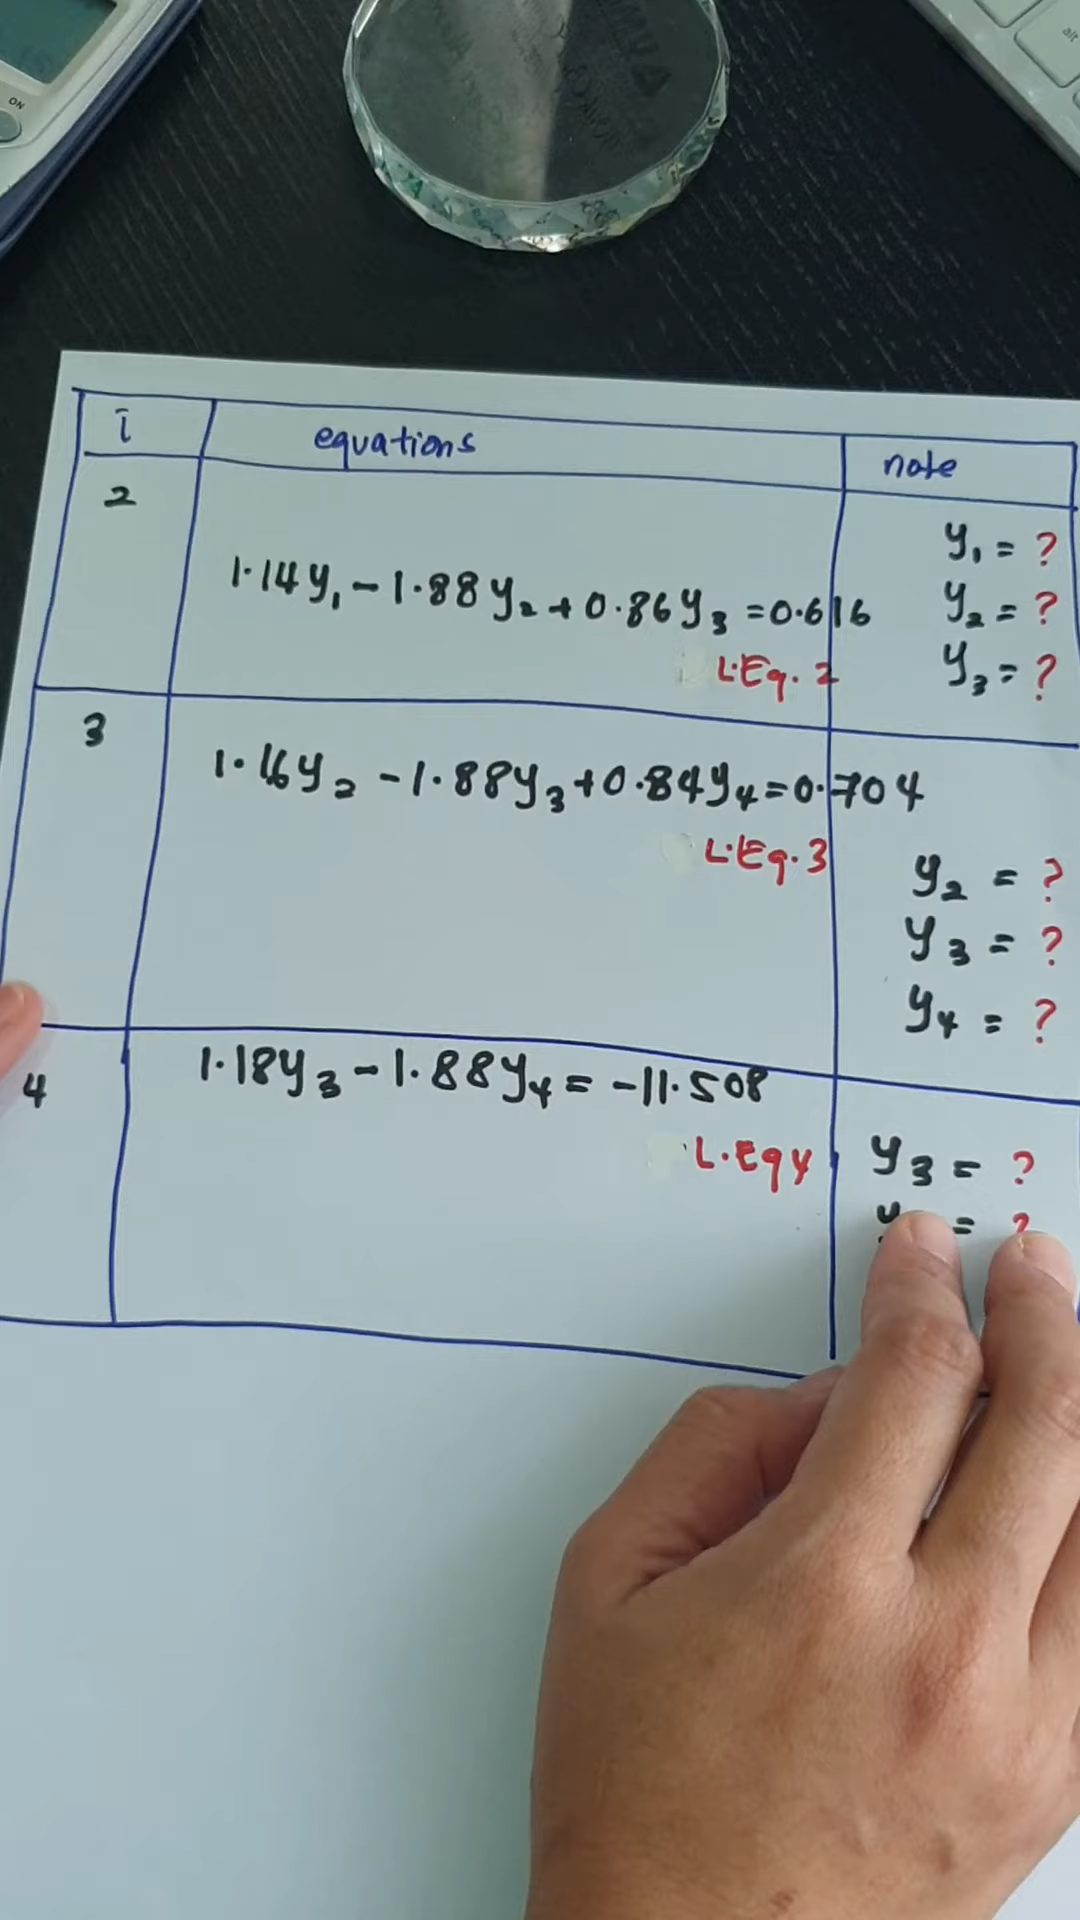 ON
alt
i equations note
2
1.14y₁ - 1.88y₂ + 0.86y₃ = 0.616
L.Eq. 2
y₁ = ?
y₂ = ?
y₃ = ?
3
1.16y₂ - 1.88y₃ + 0.84y₄ = 0.704
L.Eq. 3
y₂ = ?
y₃ = ?
y₄ = ?
4
1.18y₃ - 1.88y₄ = -11.508
L.Eq 4
y₃ = ?
= ?